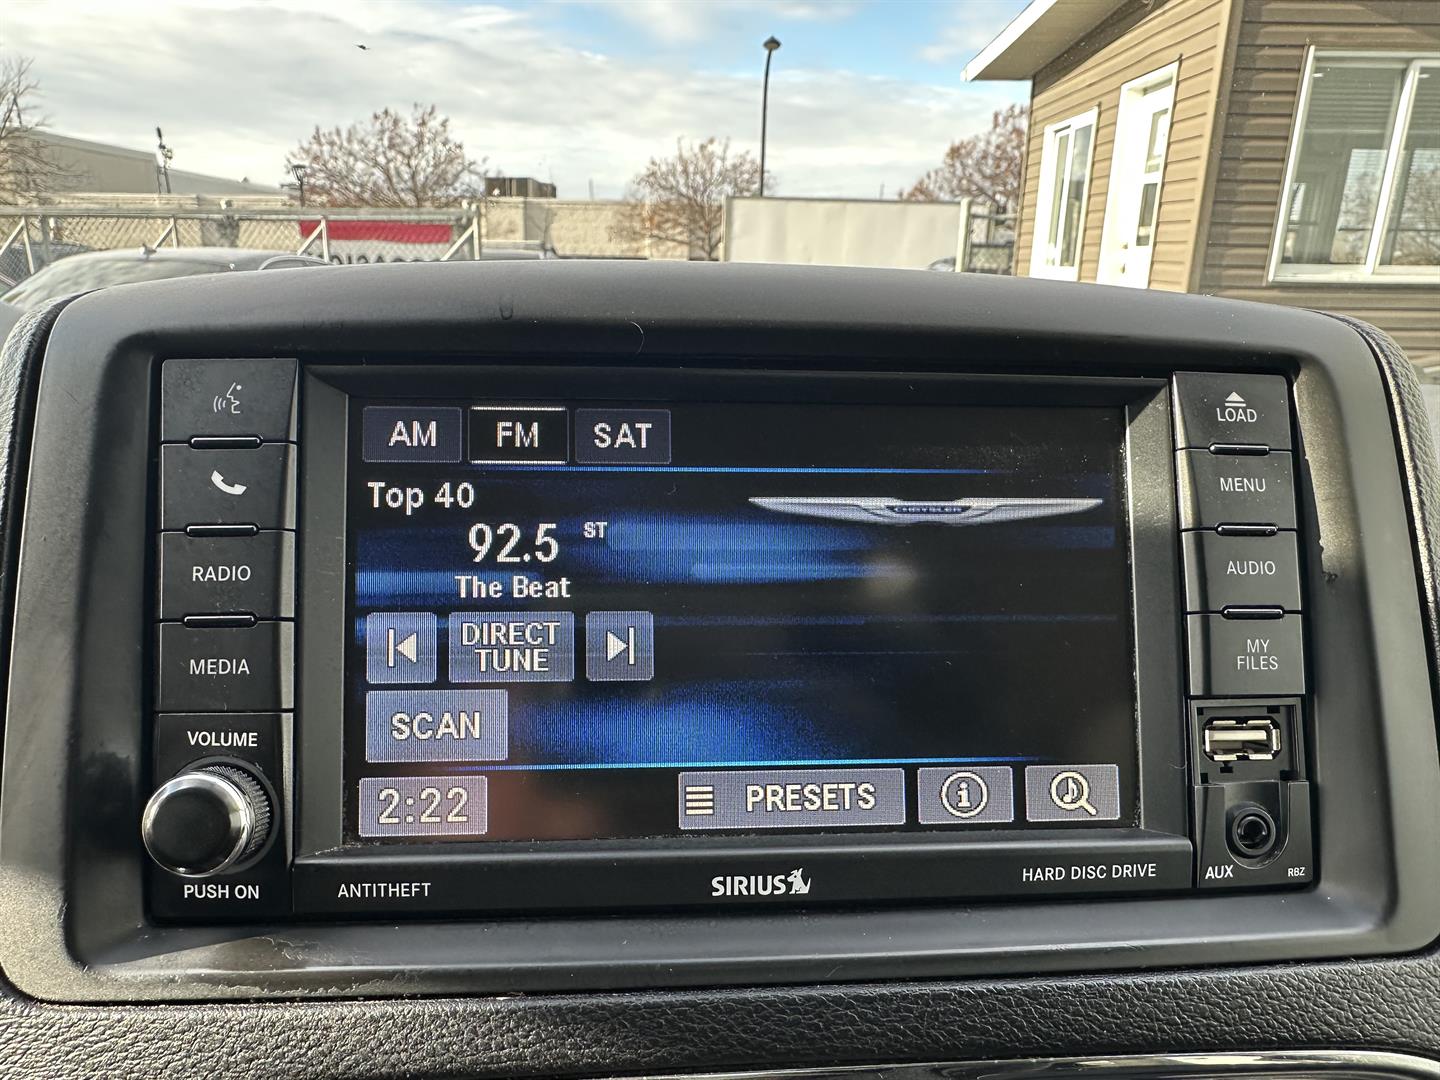 AM
FM
SAT
Top 40
CHRYSLER
92.5 ST
The Beat
DIRECT
TUNE
SCAN
2:22
PRESETS
i
RADIO
MEDIA
VOLUME
PUSH ON
LOAD
MENU
AUDIO
MY
FILES
AUX
RBZ
ANTITHEFT
SIRIUS
HARD DISC DRIVE